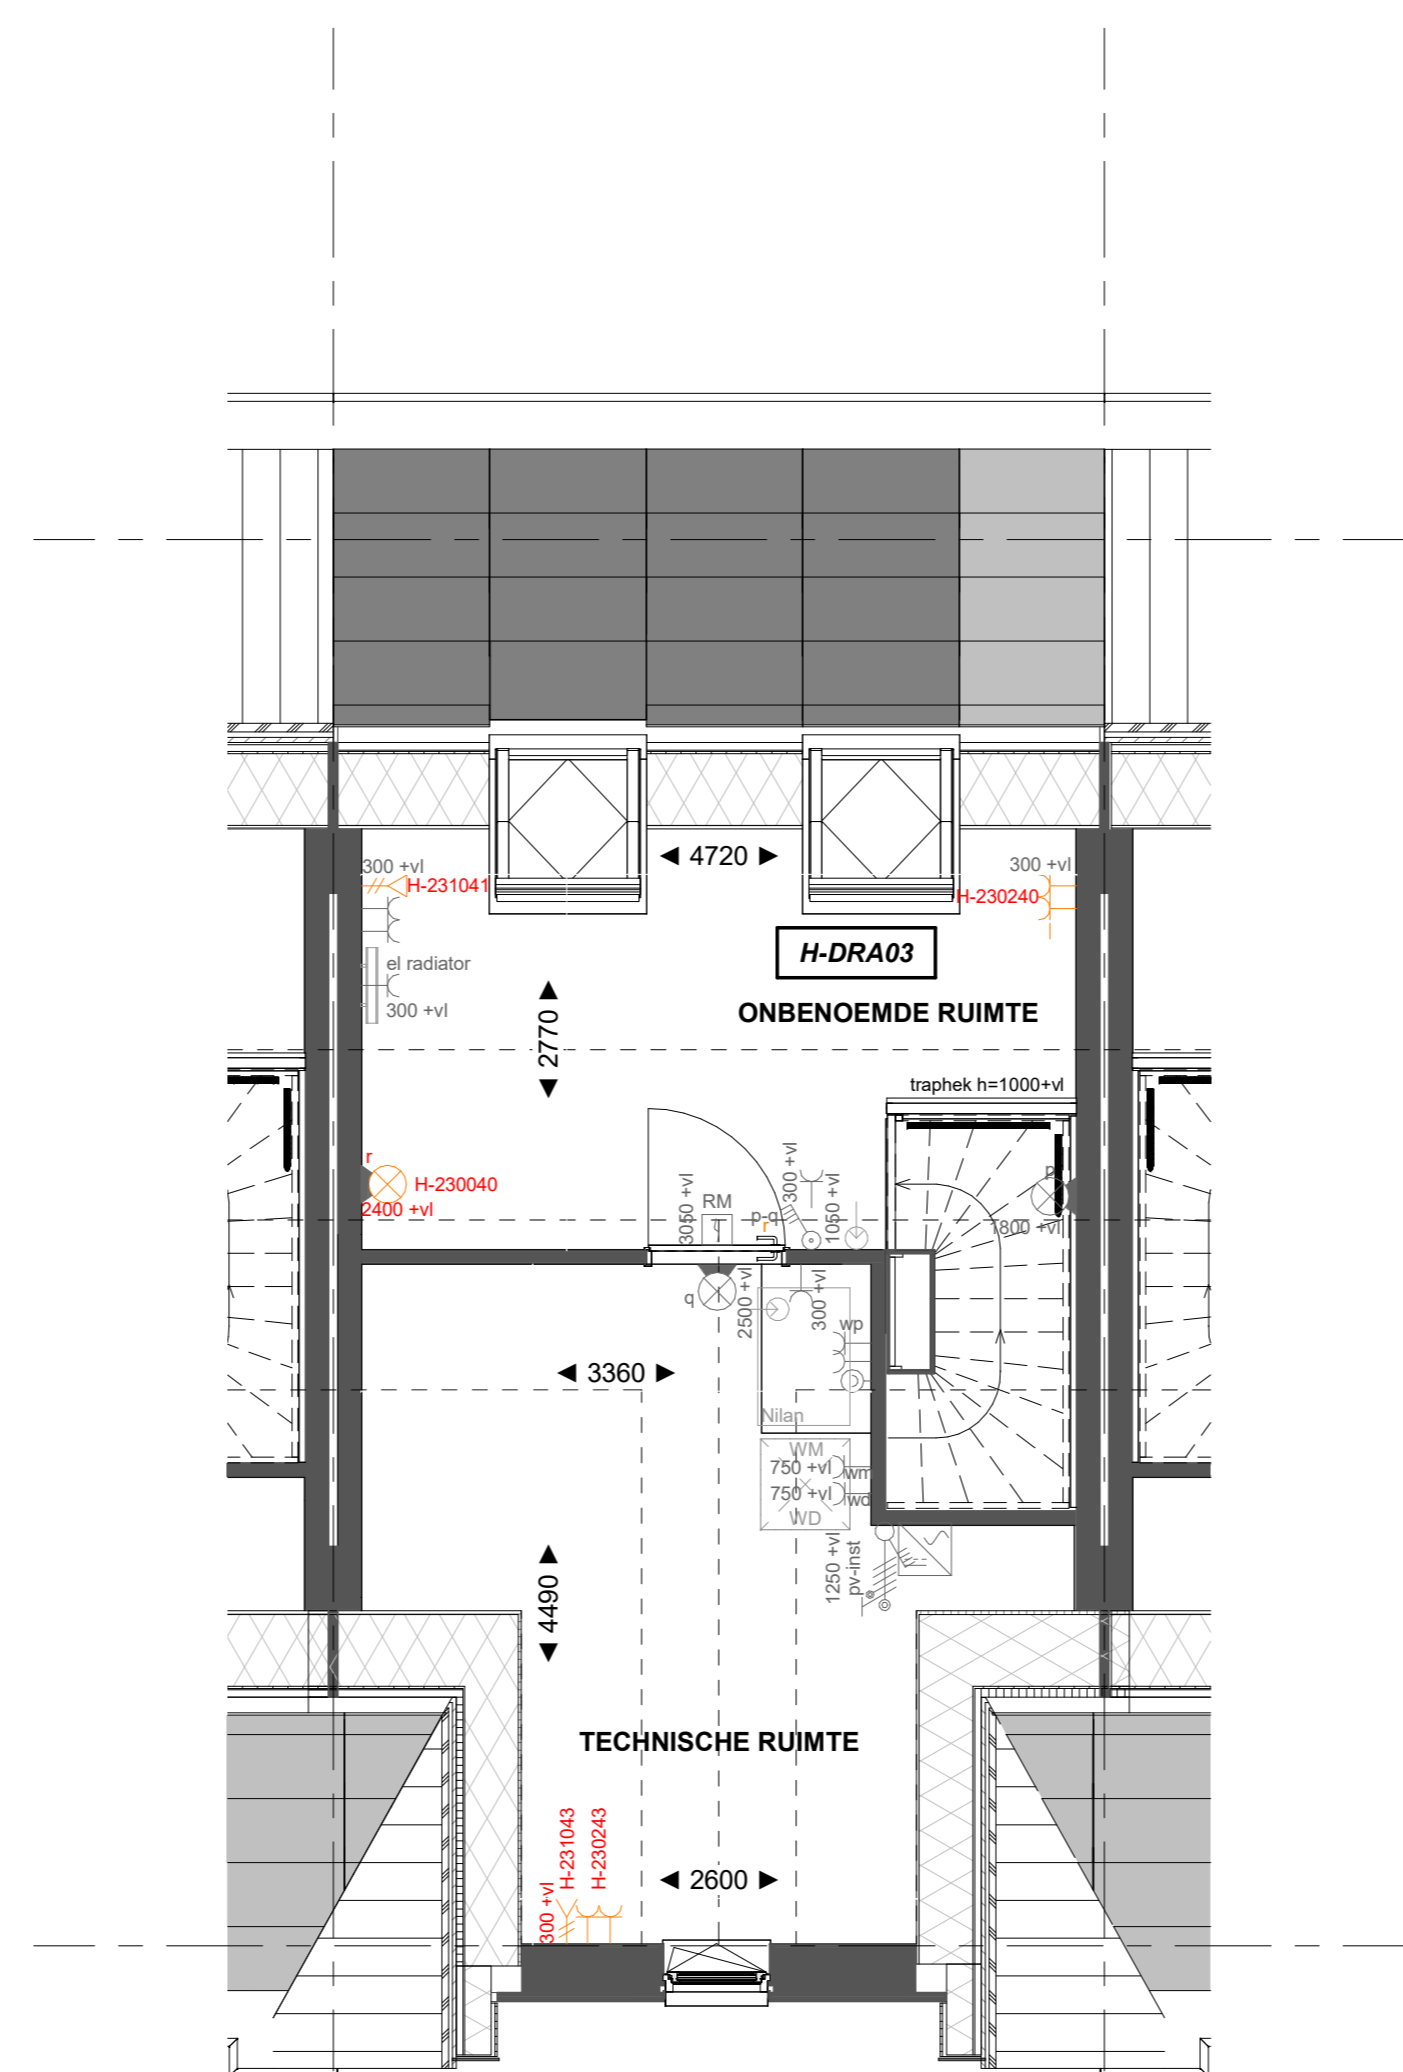 4720
300 +vl
H-231041
300 +vl
H-230240
H-DRA03
el radiator
300 +vl
ONBENOEMDE RUIMTE
2770
traphek h=1000+vl
r
H-230040
2400 +vl
3050 +vl
RM
p-q
r
300 +vl
1050 +vl
p
1800 +vl
q
2500 +vl
300 +vl
wp
3360
Nilan
WM
750 +vl
wm
750 +vl
wd
WD
1250 +vl
pv-inst
4490
TECHNISCHE RUIMTE
300 +vl
H-231043
H-230243
2600